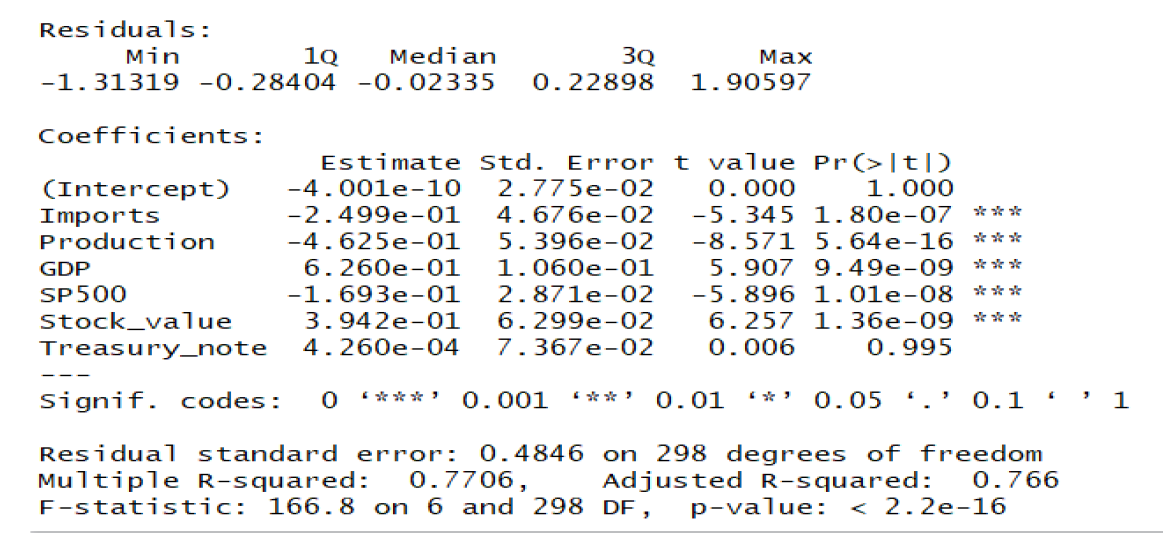 Residuals:
     Min       1Q   Median       3Q      Max
-1.31319 -0.28404 -0.02335  0.22898  1.90597

Coefficients:
                Estimate Std. Error t value Pr(>|t|)
(Intercept)   -4.001e-10  2.775e-02   0.000    1.000
Imports       -2.499e-01  4.676e-02  -5.345 1.80e-07 ***
Production    -4.625e-01  5.396e-02  -8.571 5.64e-16 ***
GDP            6.260e-01  1.060e-01   5.907 9.49e-09 ***
SP500         -1.693e-01  2.871e-02  -5.896 1.01e-08 ***
Stock_value    3.942e-01  6.299e-02   6.257 1.36e-09 ***
Treasury_note  4.260e-04  7.367e-02   0.006    0.995
---
Signif. codes:  0 ‘***’ 0.001 ‘**’ 0.01 ‘*’ 0.05 ‘.’ 0.1 ‘ ’ 1

Residual standard error: 0.4846 on 298 degrees of freedom
Multiple R-squared:  0.7706,    Adjusted R-squared:  0.766
F-statistic: 166.8 on 6 and 298 DF,  p-value: < 2.2e-16